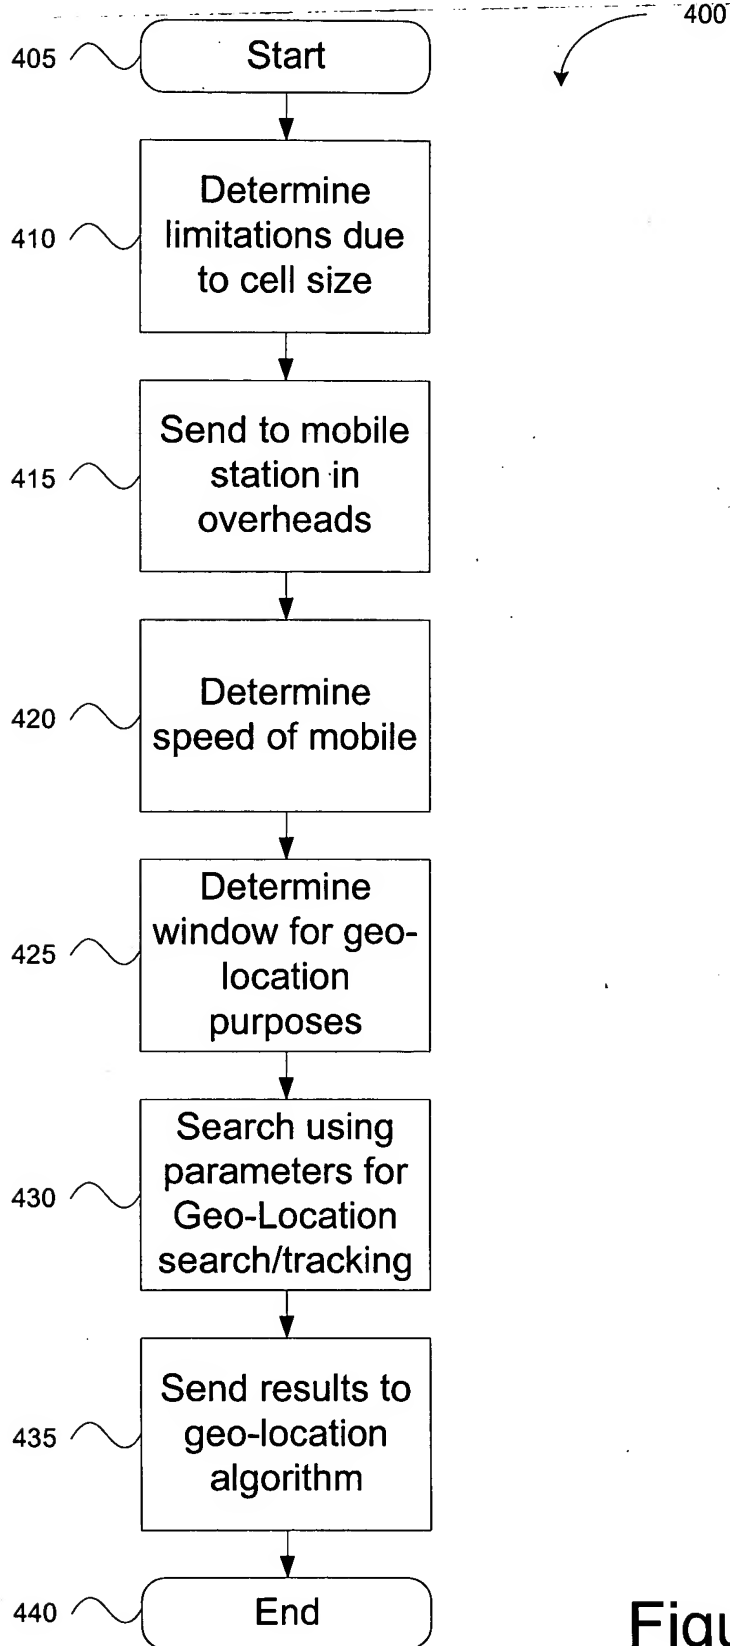 400
405
Start
410
Determine
limitations due
to cell size
415
Send to mobile
station in
overheads
420
Determine
speed of mobile
425
Determine
window for geo-
location
purposes
430
Search using
parameters for
Geo-Location
search/tracking
435
Send results to
geo-location
algorithm
440
End